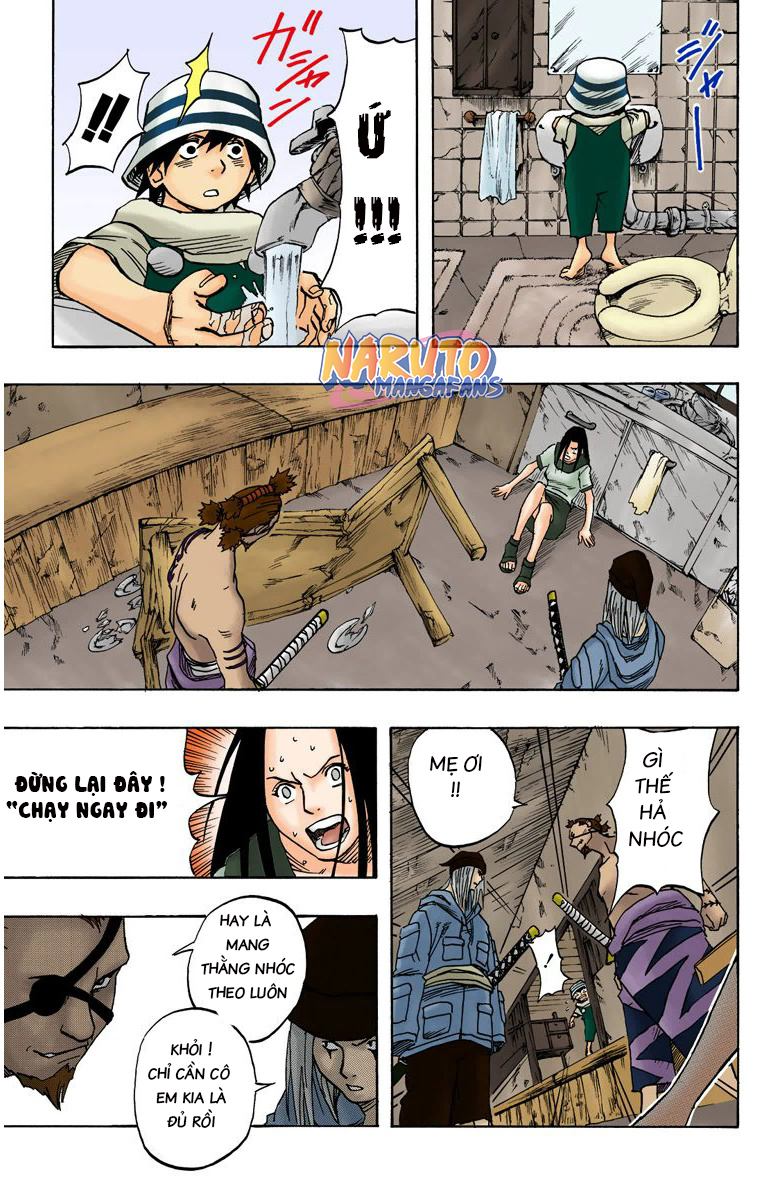 ジャー
Ứ
!!!
ガシャン
!!
NARUTO
MANGAFANS
GÌ
THẾ
HẢ
NHÓC
MẸ ƠI
!!
!
ĐỪNG LẠI ĐÂY !
“CHẠY NGAY ĐI”
HAY LÀ
MANG
THẰNG NHÓC
THEO LUÔN
KHỎI !
CHỈ CẦN CÔ
EM KIA LÀ
ĐỦ RỒI